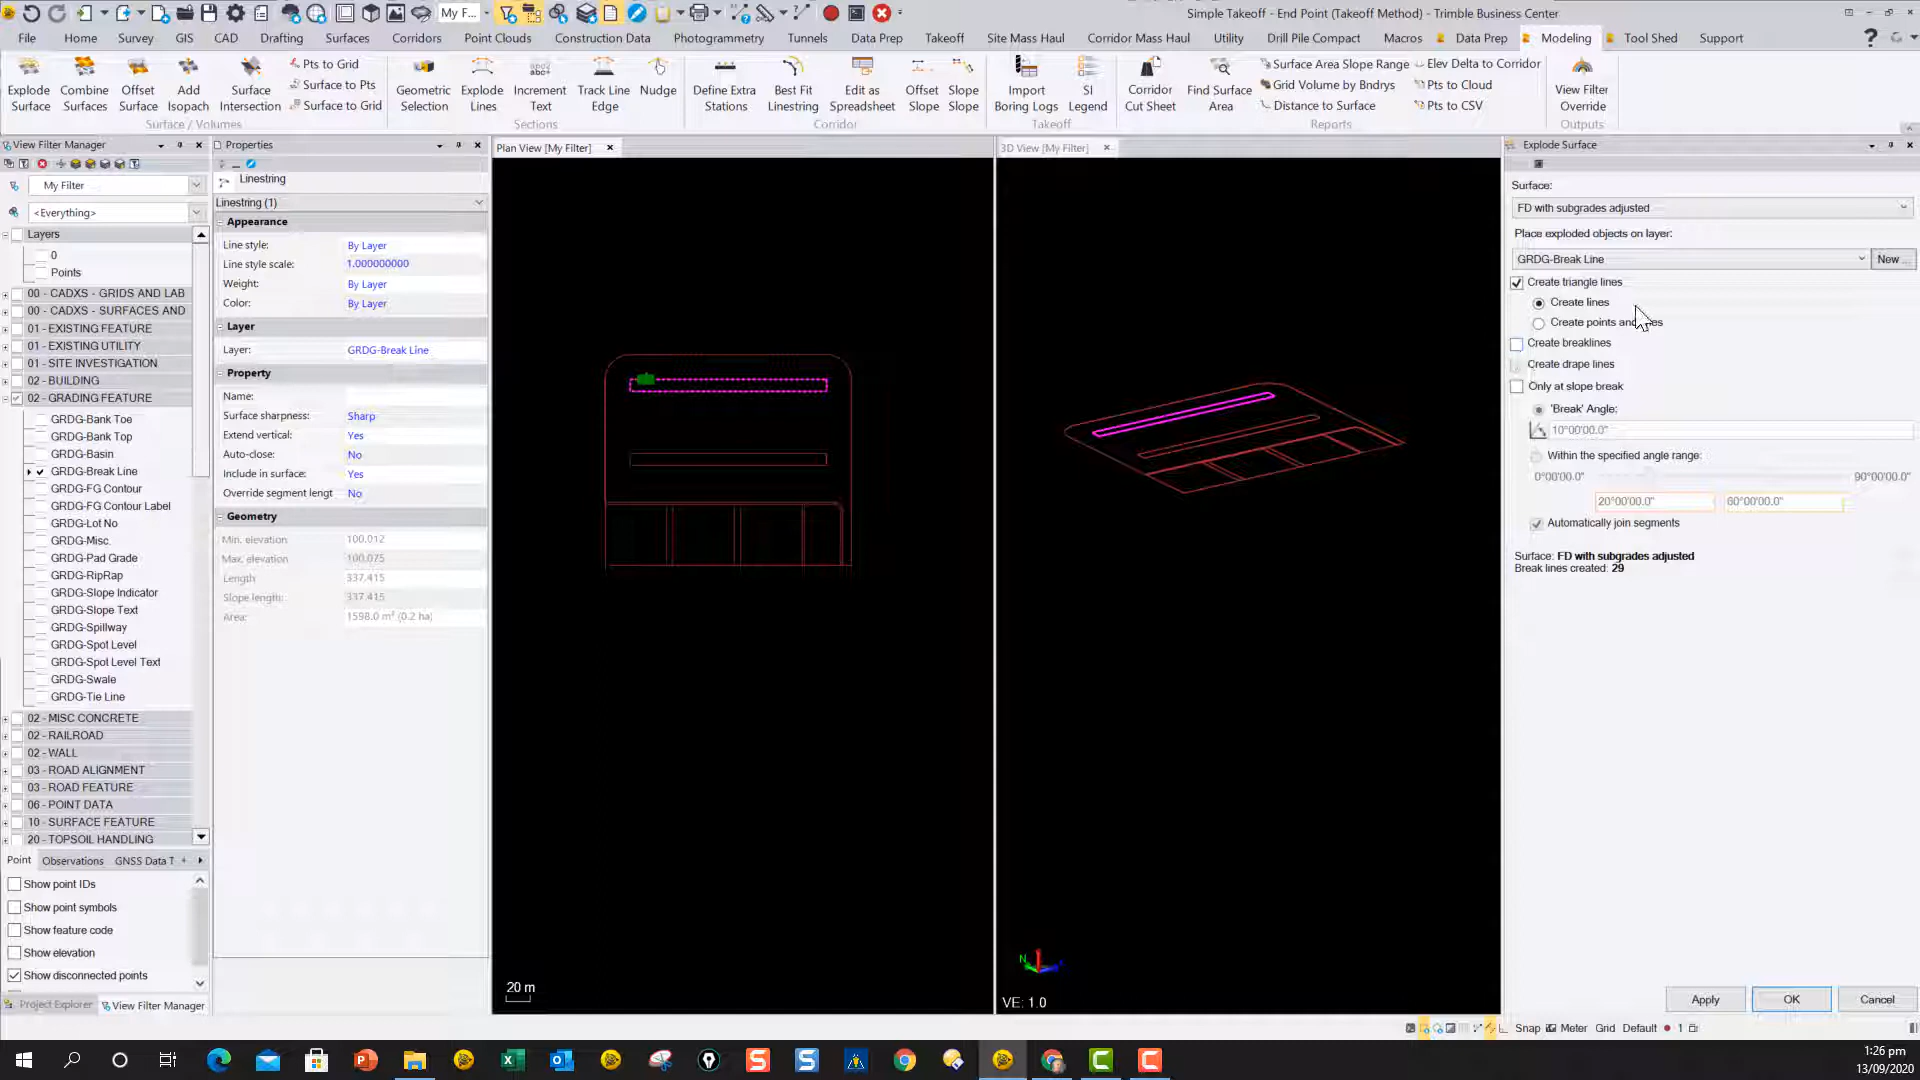 My F...
Simple Takeoff - End Point (Takeoff Method) - Trimble Business Center
File Home Survey GIS CAD Drafting Surfaces Corridors Point Clouds Construction Data Photogrammetry Tunnels Data Prep Takeoff Site Mass Haul Corridor Mass Haul Utility Drill Pile Compact Macros Data Prep Modeling Tool Shed Support
Explode Surface
Combine Surfaces
Offset Surface
Add Isopach
Surface Intersection
Pts to Grid
Surface to Pts
Surface to Grid
Surface / Volumes
Geometric Selection
Explode Lines
Increment Text
Track Line Edge
Nudge
Sections
Define Extra Stations
Best Fit Linestring
Edit as Spreadsheet
Offset Slope
Slope Slope
Corridor
Import Boring Logs
SI Legend
Takeoff
Corridor Cut Sheet
Find Surface Area
Surface Area Slope Range
Grid Volume by Bndrys
Distance to Surface
Elev Delta to Corridor
Pts to Cloud
Pts to CSV
Reports
View Filter Override
Outputs
View Filter Manager
My Filter
<Everything>
Layers
0
Points
00 - CADXS - GRIDS AND LAB
00 - CADXS - SURFACES AND
01 - EXISTING FEATURE
01 - EXISTING UTILITY
01 - SITE INVESTIGATION
02 - BUILDING
02 - GRADING FEATURE
GRDG-Bank Toe
GRDG-Bank Top
GRDG-Basin
GRDG-Break Line
GRDG-FG Contour
GRDG-FG Contour Label
GRDG-Lot No
GRDG-Misc.
GRDG-Pad Grade
GRDG-RipRap
GRDG-Slope Indicator
GRDG-Slope Text
GRDG-Spillway
GRDG-Spot Level
GRDG-Spot Level Text
GRDG-Swale
GRDG-Tie Line
02 - MISC CONCRETE
02 - RAILROAD
02 - WALL
03 - ROAD ALIGNMENT
03 - ROAD FEATURE
06 - POINT DATA
10 - SURFACE FEATURE
20 - TOPSOIL HANDLING
Point Observations GNSS Data T
Show point IDs
Show point symbols
Show feature code
Show elevation
Show disconnected points
Project Explorer View Filter Manager
Properties
Linestring
Linestring (1)
Appearance
Line style: By Layer
Line style scale: 1.000000000
Weight: By Layer
Color: By Layer
Layer
Layer: GRDG-Break Line
Property
Name:
Surface sharpness: Sharp
Extend vertical: Yes
Auto-close: No
Include in surface: Yes
Override segment lengt No
Geometry
Min. elevation 100.012
Max. elevation 100.075
Length 337.415
Slope length: 337.415
Area: 1598.0 m² (0.2 ha)
Plan View [My Filter]
20 m
3D View [My Filter]
N
VE: 1.0
Explode Surface
Surface:
FD with subgrades adjusted
Place exploded objects on layer:
GRDG-Break Line
New ...
Create triangle lines
Create lines
Create points and
Create breaklines
Create drape lines
Only at slope break
'Break' Angle:
10°00'00.0"
Within the specified angle range:
0°00'00.0" 90°00'00.0"
20°00'00.0" 60°00'00.0"
Automatically join segments
Surface: FD with subgrades adjusted
Break lines created: 29
Apply OK Cancel
Snap Meter Grid Default 1
1:26 pm
13/09/2020